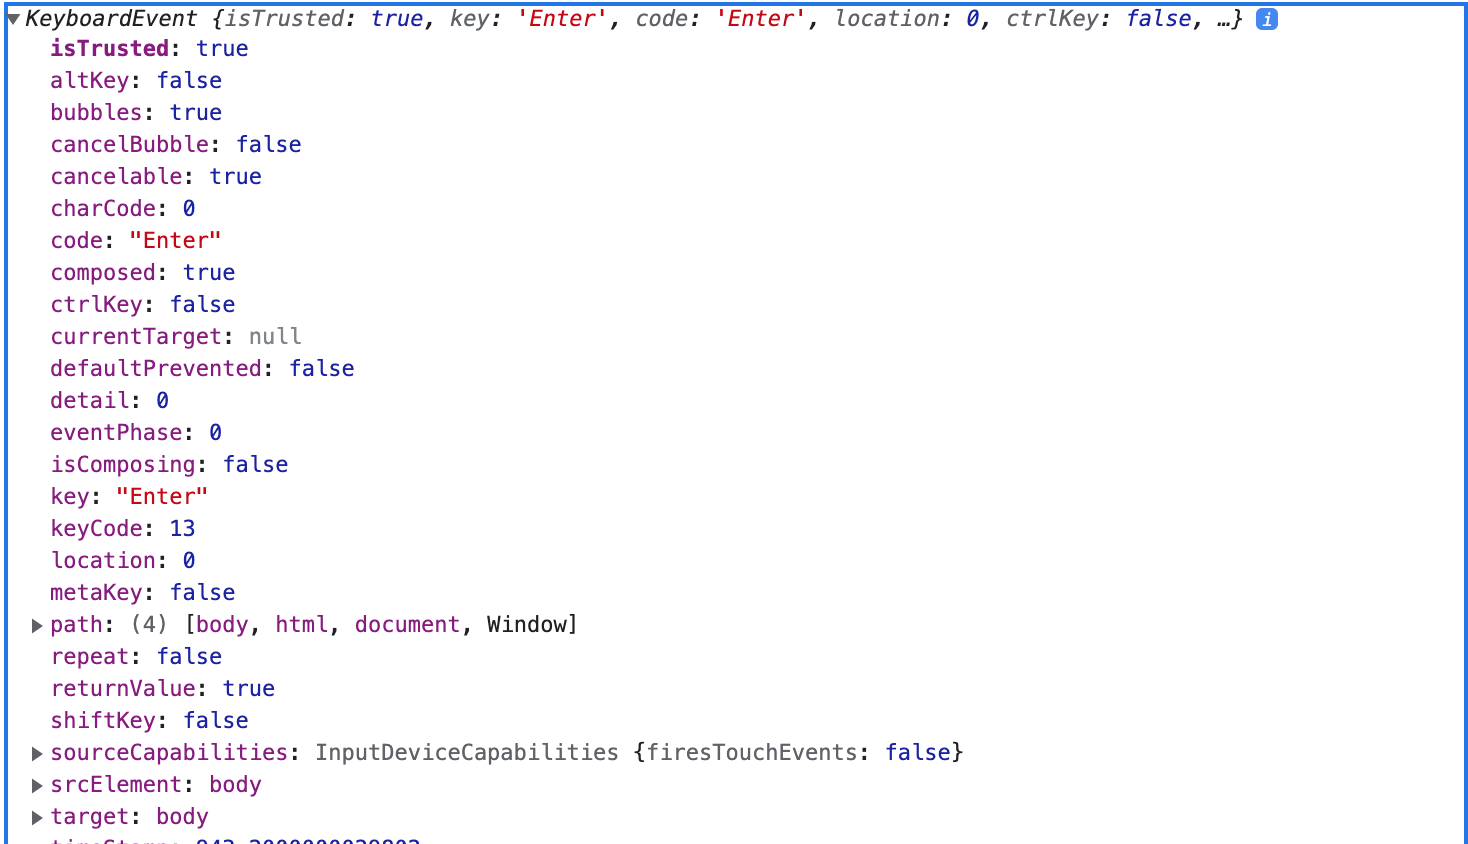 KeyboardEvent {isTrusted: true, key: 'Enter', code: 'Enter', location: 0, ctrlKey: false, …} i
isTrusted: true
altKey: false
bubbles: true
cancelBubble: false
cancelable: true
charCode: 0
code: "Enter"
composed: true
ctrlKey: false
currentTarget: null
defaultPrevented: false
detail: 0
eventPhase: 0
isComposing: false
key: "Enter"
keyCode: 13
location: 0
metaKey: false
path: (4) [body, html, document, Window]
repeat: false
returnValue: true
shiftKey: false
sourceCapabilities: InputDeviceCapabilities {firesTouchEvents: false}
srcElement: body
target: body